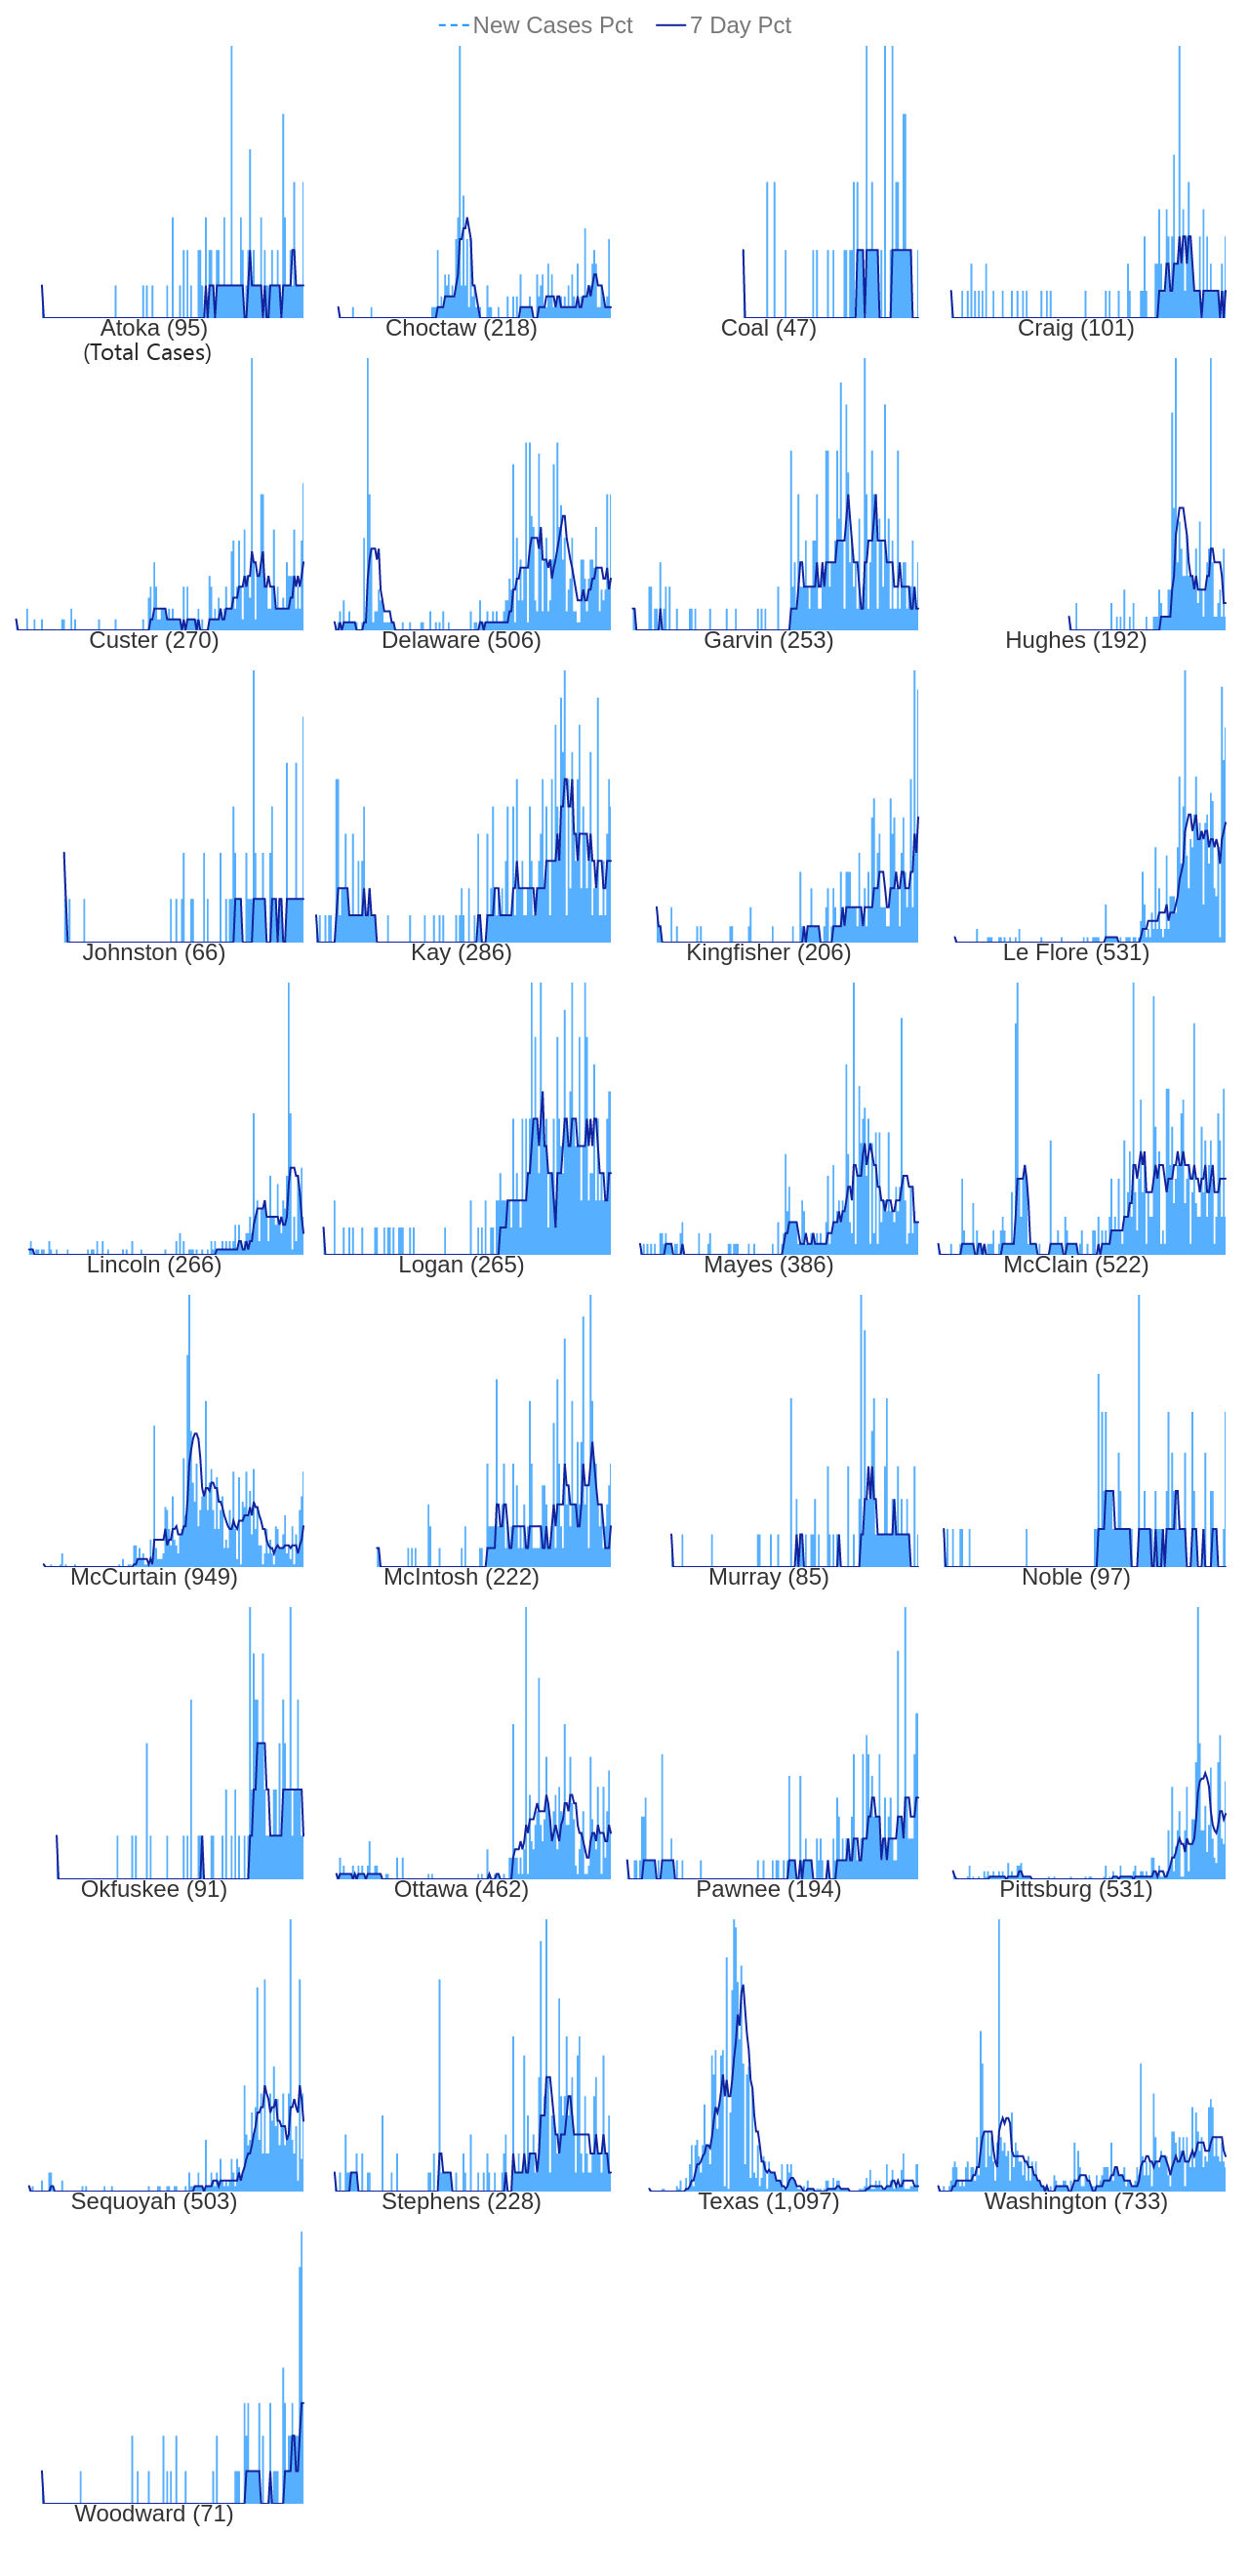 New Cases Pct 7 Day Pct
Atoka (95) Choctaw (218) Coal (47) Craig (101)
(Total Cases)
Custer (270) Delaware (506) Garvin (253) Hughes (192)
Johnston (66) Kay (286) Kingfisher (206) Le Flore (531)
Lincoln (266) Logan (265) Mayes (386) McClain (522)
McCurtain (949) McIntosh (222) Murray (85) Noble (97)
Okfuskee (91) Ottawa (462) Pawnee (194) Pittsburg (531)
Sequoyah (503) Stephens (228) Texas (1,097) Washington (733)
Woodward (71)